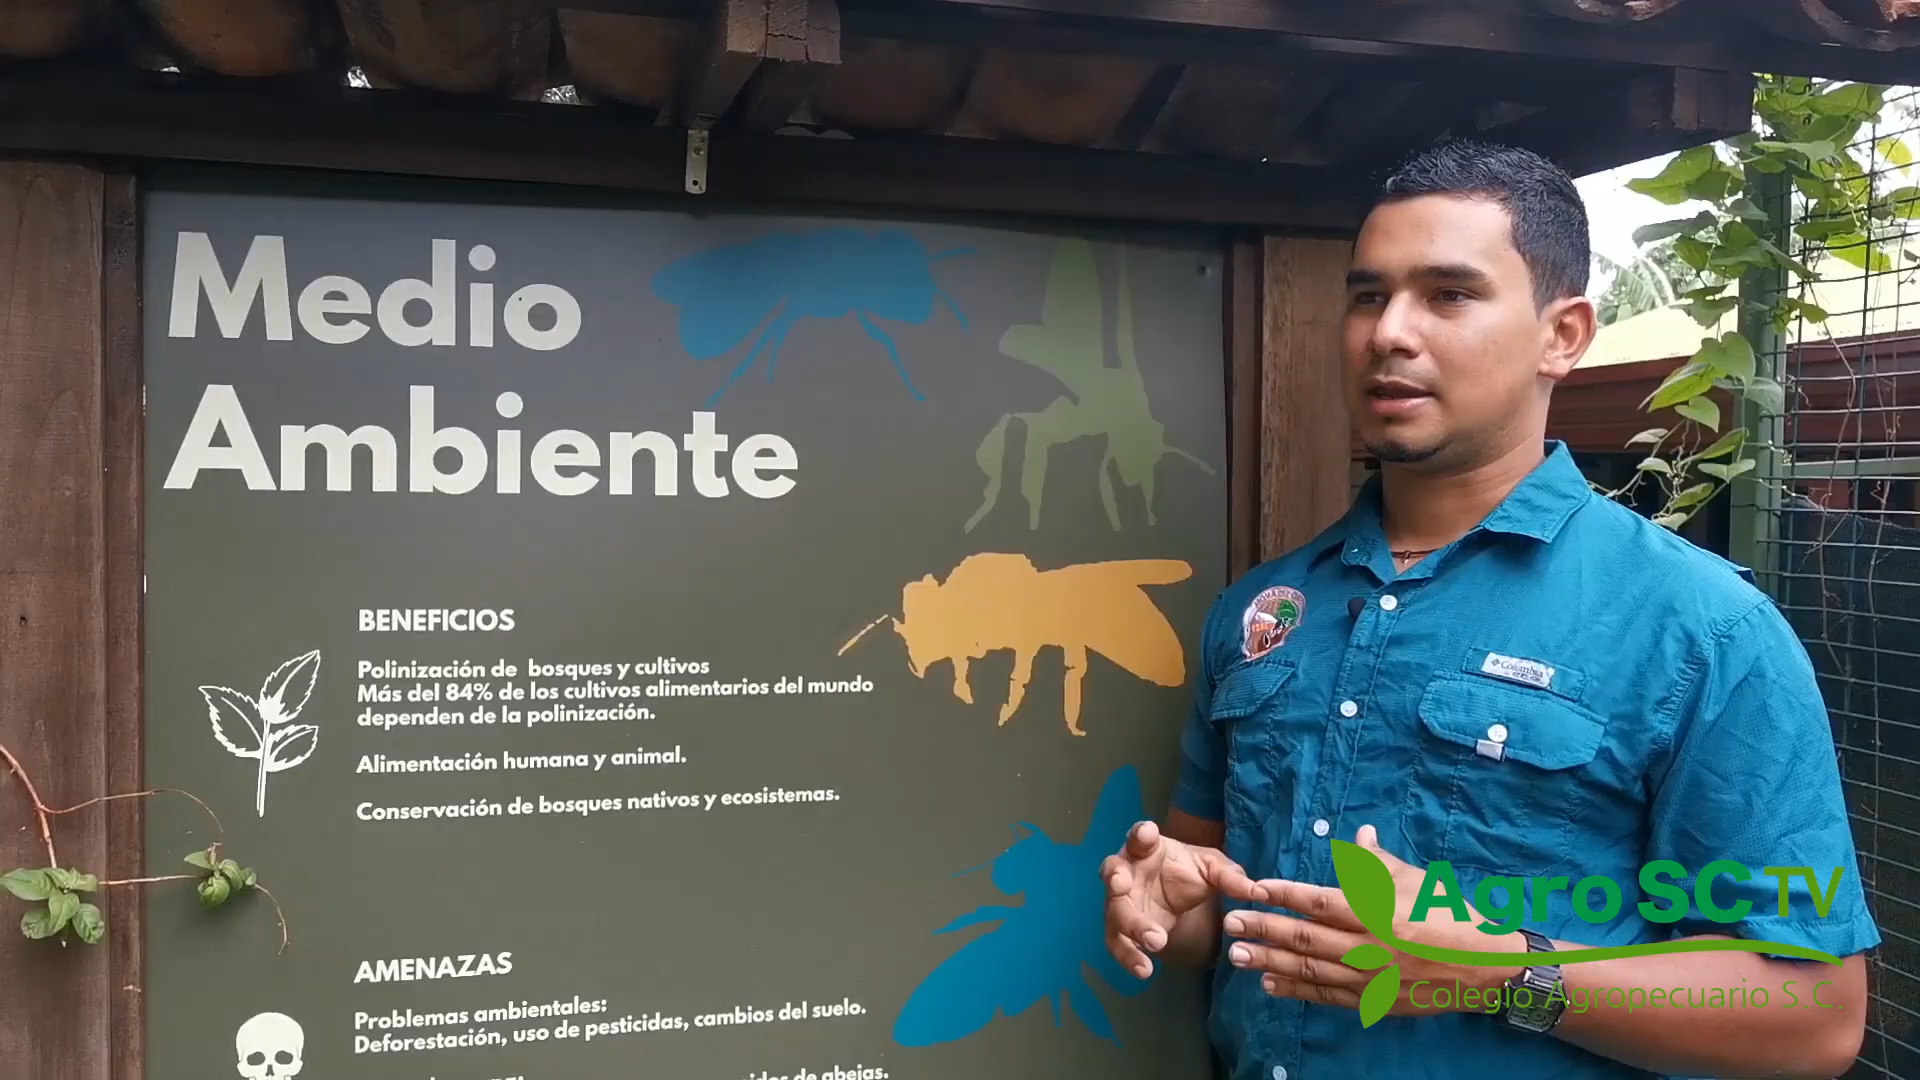 Medio
Ambiente
BENEFICIOS
Polinización de bosques y cultivos
Más del 84% de los cultivos alimentarios del mundo
dependen de la polinización.
Alimentación humana y animal.
Conservación de bosques nativos y ecosistemas.
AMENAZAS
Problemas ambientales:
Deforestación, uso de pesticidas, cambios del suelo.
de abejas.
Columbia
Agro SC TV
Colegio Agropecuario S.C.